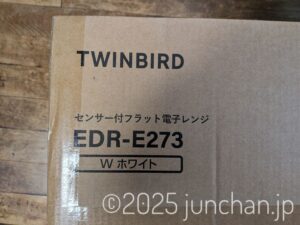 TWINBIRD
センサー付フラット電子レンジ
EDR-E273
W ホワイト
©2025 junchan.jp